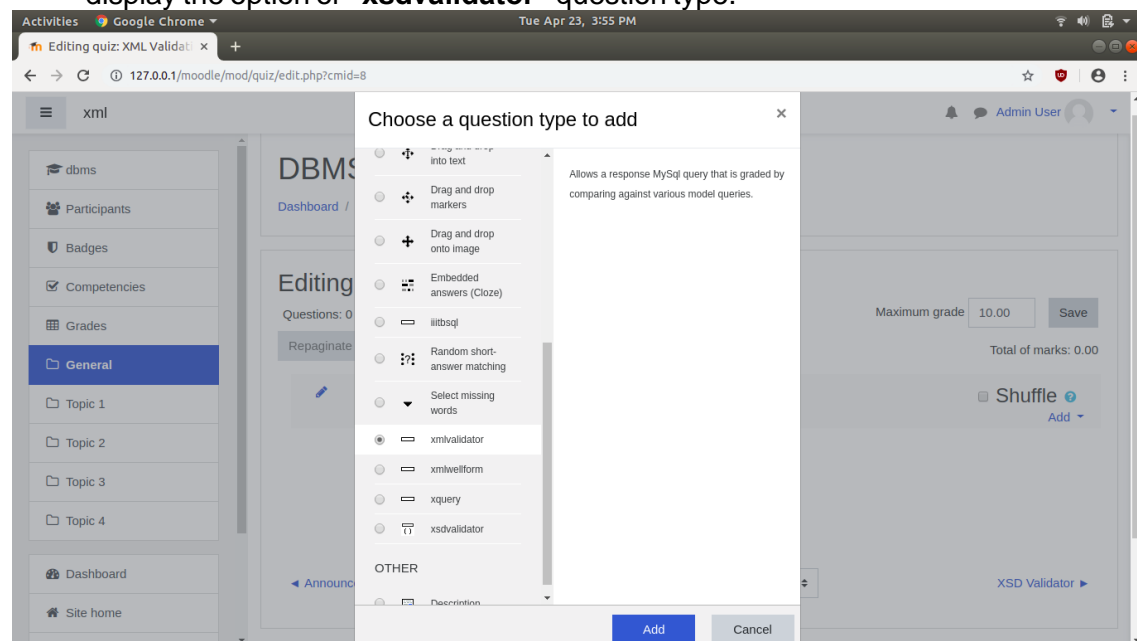 display the option of "xsdvalidator" question type.
Activities Google Chrome Tue Apr 23, 3:55 PM
Editing quiz: XML Validati × +
127.0.0.1/moodle/mod/quiz/edit.php?cmid=8
xml
Admin User
Choose a question type to add ×
dbms
Participants
Badges
Competencies
Grades
General
Topic 1
Topic 2
Topic 3
Topic 4
Dashboard
Site home
DBMS
Dashboard /
Editing
Questions: 0
Repaginate
Maximum grade 10.00 Save
Total of marks: 0.00
Shuffle
Add
Drag and drop
into text
Drag and drop
markers
Drag and drop
onto image
Embedded
answers (Cloze)
iiitbsql
Random short-
answer matching
Select missing
words
xmlvalidator
xmlwellform
xquery
xsdvalidator
OTHER
Description
Allows a response MySql query that is graded by
comparing against various model queries.
◄ Announc
XSD Validator ►
Add Cancel